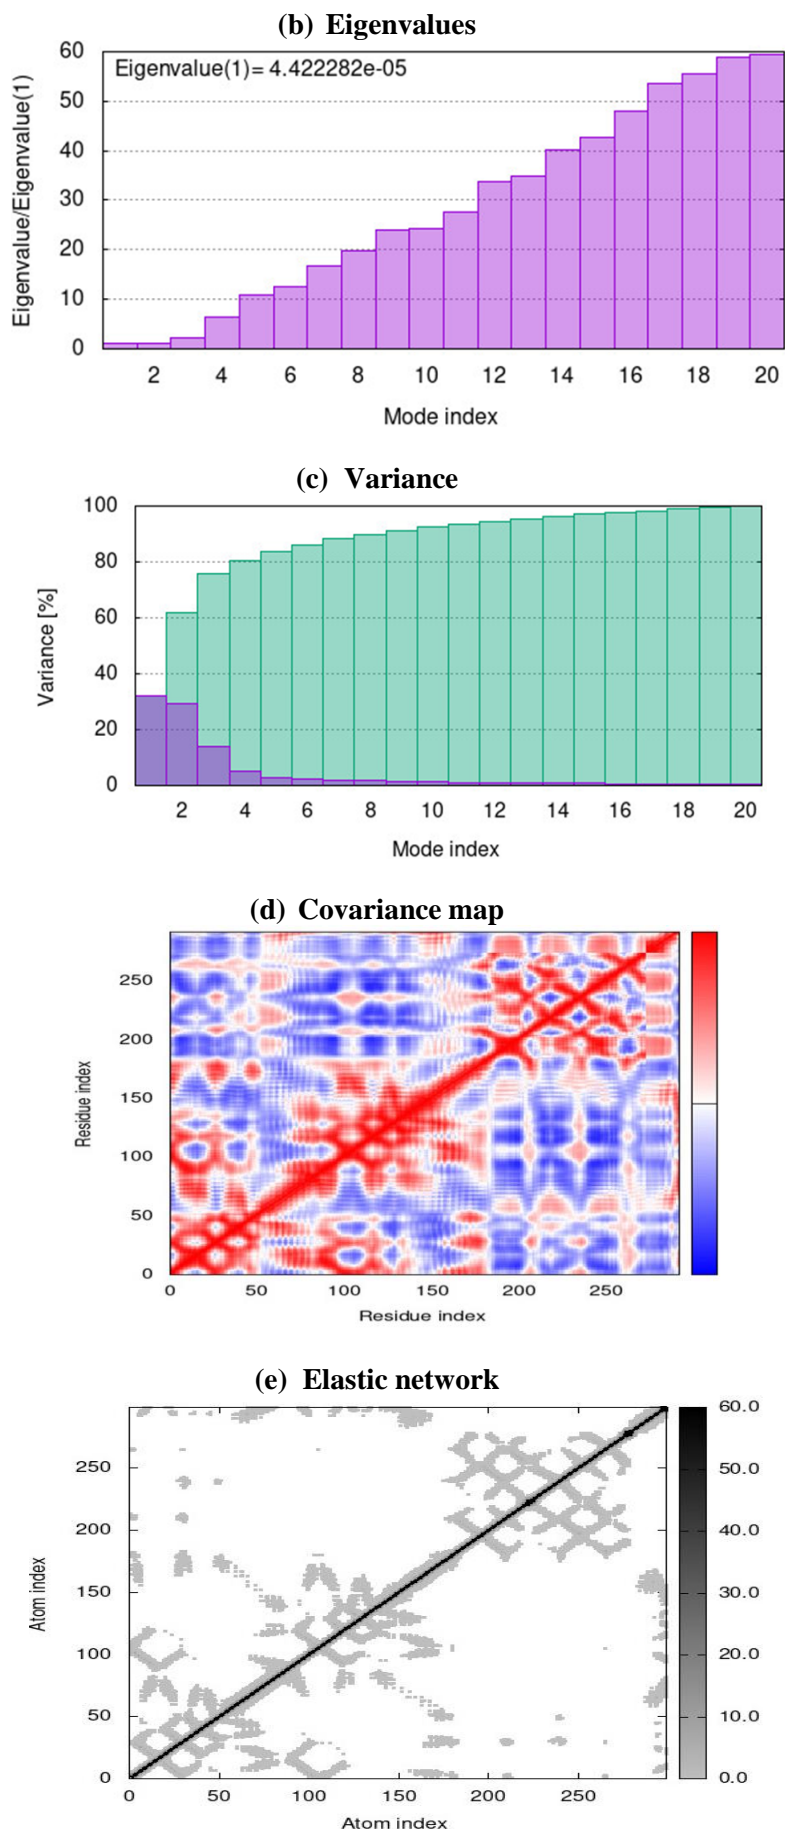 (b) Eigenvalues
Eigenvalue(1)= 4.422282e-05
Eigenvalue/Eigenvalue(1)
60
50
40
30
20
10
0
2 4 6 8 10 12 14 16 18 20
Mode index
(c) Variance
Variance [%]
100
80
60
40
20
0
2 4 6 8 10 12 14 16 18 20
Mode index
(d) Covariance map
Residue index
250
200
150
100
50
0
0 50 100 150 200 250
Residue index
(e) Elastic network
Atom index
250
200
150
100
50
0
0 50 100 150 200 250
Atom index
60.0
50.0
40.0
30.0
20.0
10.0
0.0